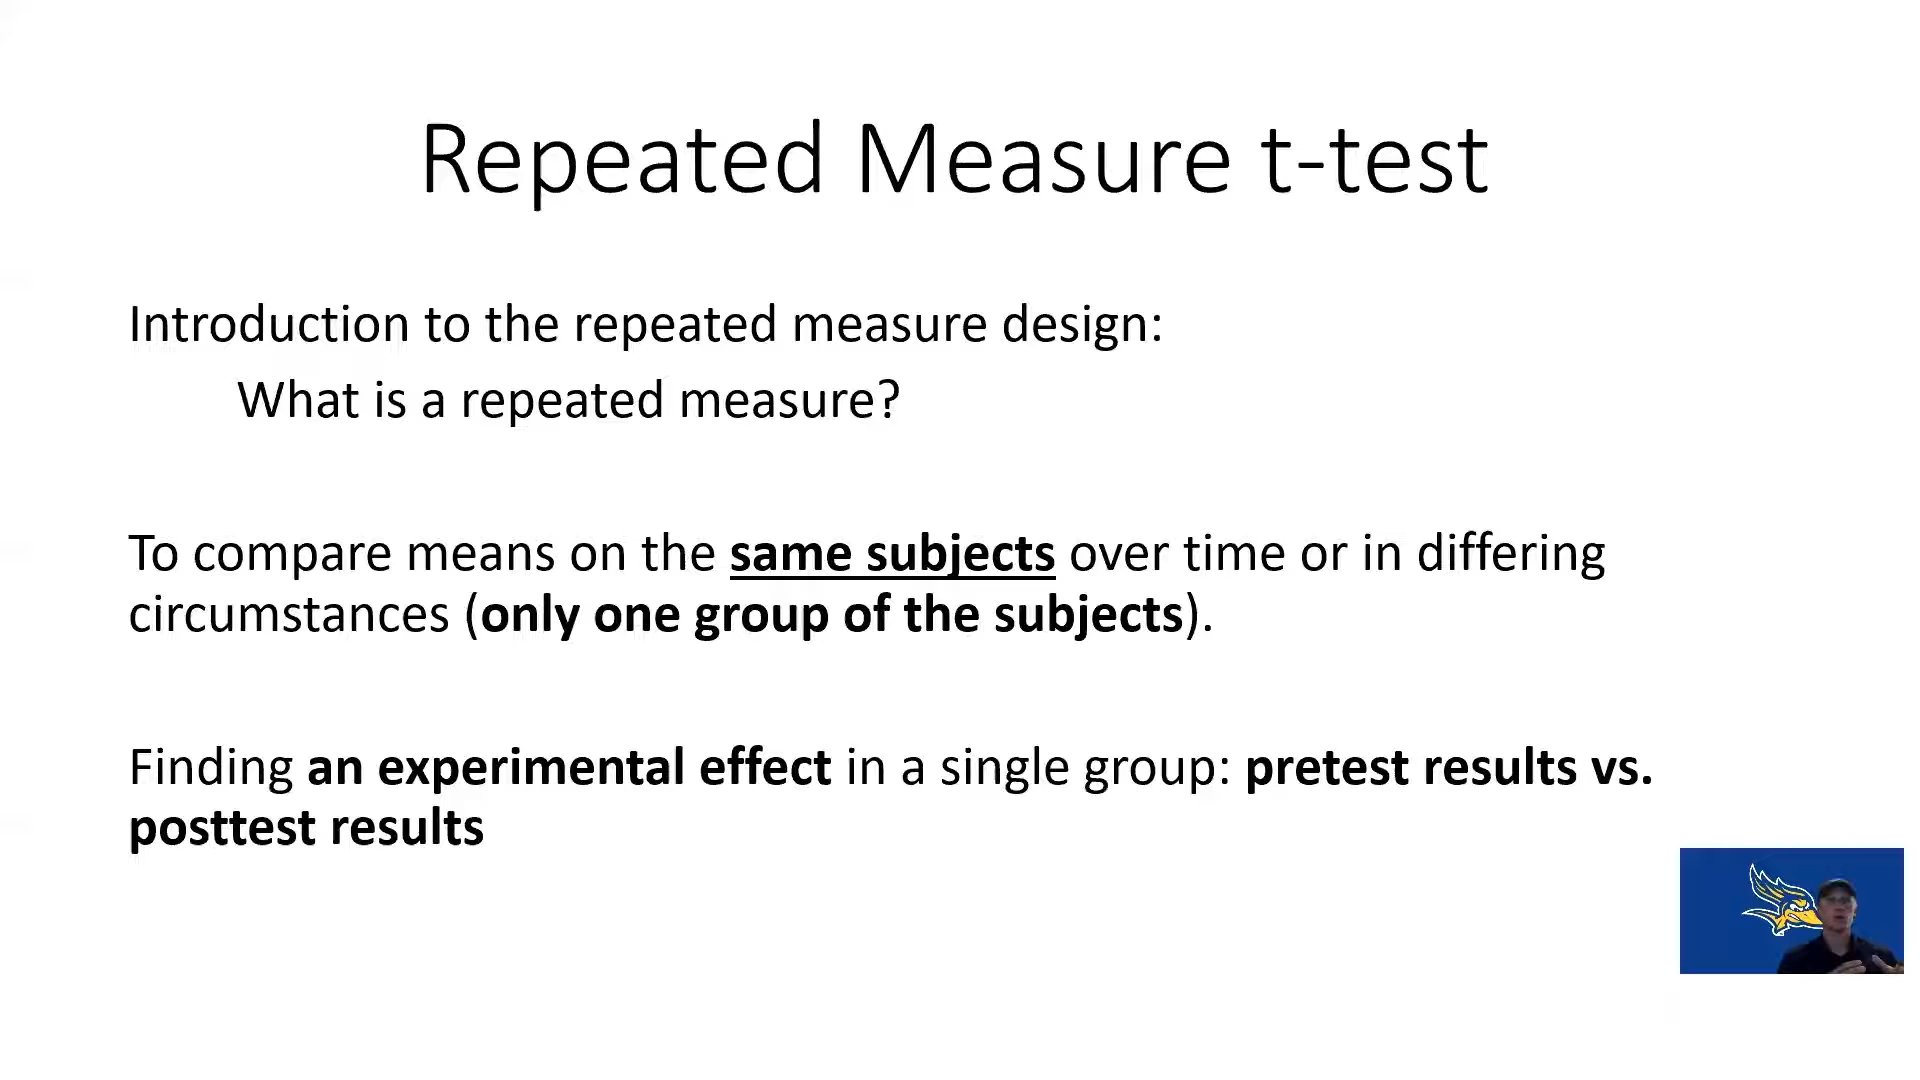 Repeated Measure t-test
Introduction to the repeated measure design:
What is a repeated measure?
To compare means on the same subjects over time or in differing
circumstances (only one group of the subjects).
Finding an experimental effect in a single group: pretest results vs.
posttest results